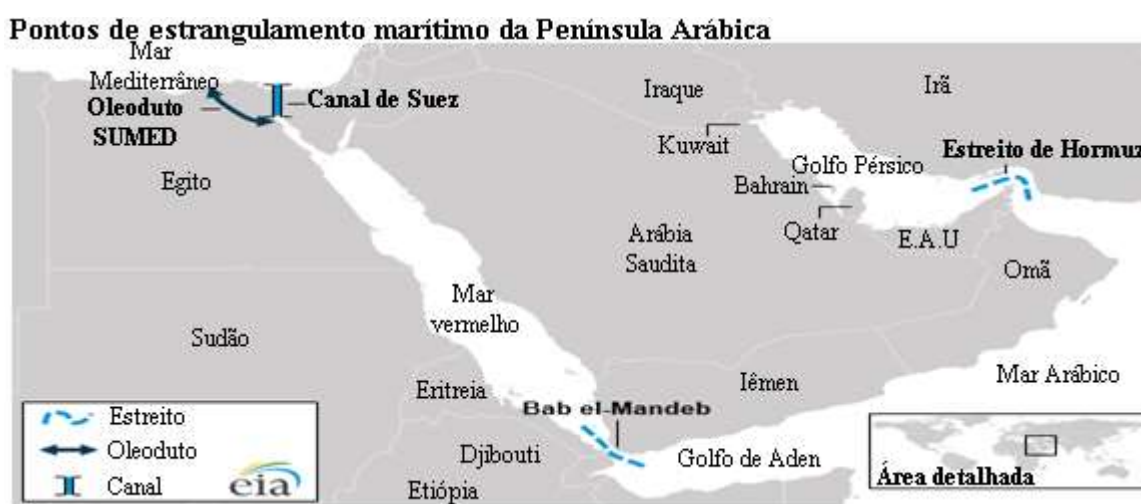 Pontos de estrangulamento marítimo da Península Arábica
Mar
Mediterrâneo
Oleoduto
SUMED
Canal de Suez
Iraque
Irã
Kuwait
Estreito de Hormuz
Egito
Golfo Pérsico
Bahrain
Qatar
E.A.U
Arábia
Saudita
Omã
Mar
vermelho
Sudão
Iêmen
Mar Arábico
Eritreia
Bab el-Mandeb
Djibouti
Golfo de Aden
Etiópia
Estreito
Oleoduto
Canal
eia
Área detalhada